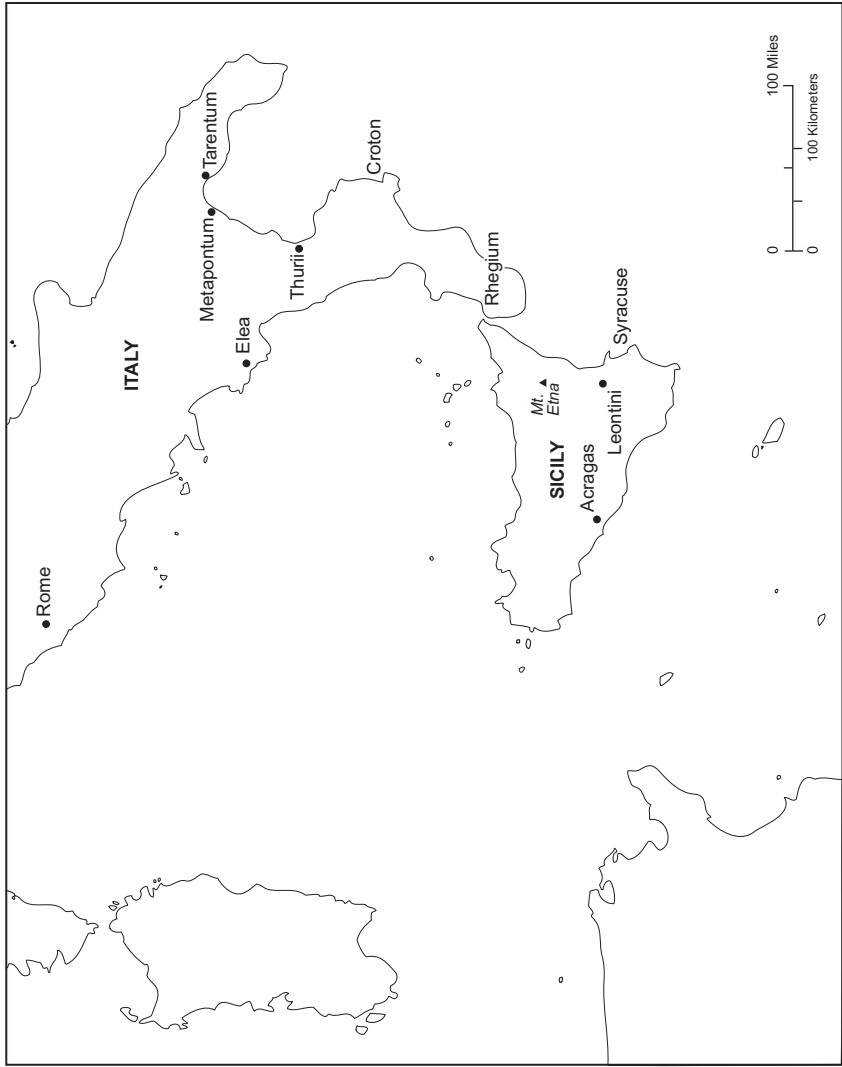 Rome
ITALY
Tarentum
Metapontum
Elea
Thurii
Croton
Rhegium
Mt.
Etna
SICILY
Syracuse
Leontini
Acragas
0 100 Miles
0 100 Kilometers